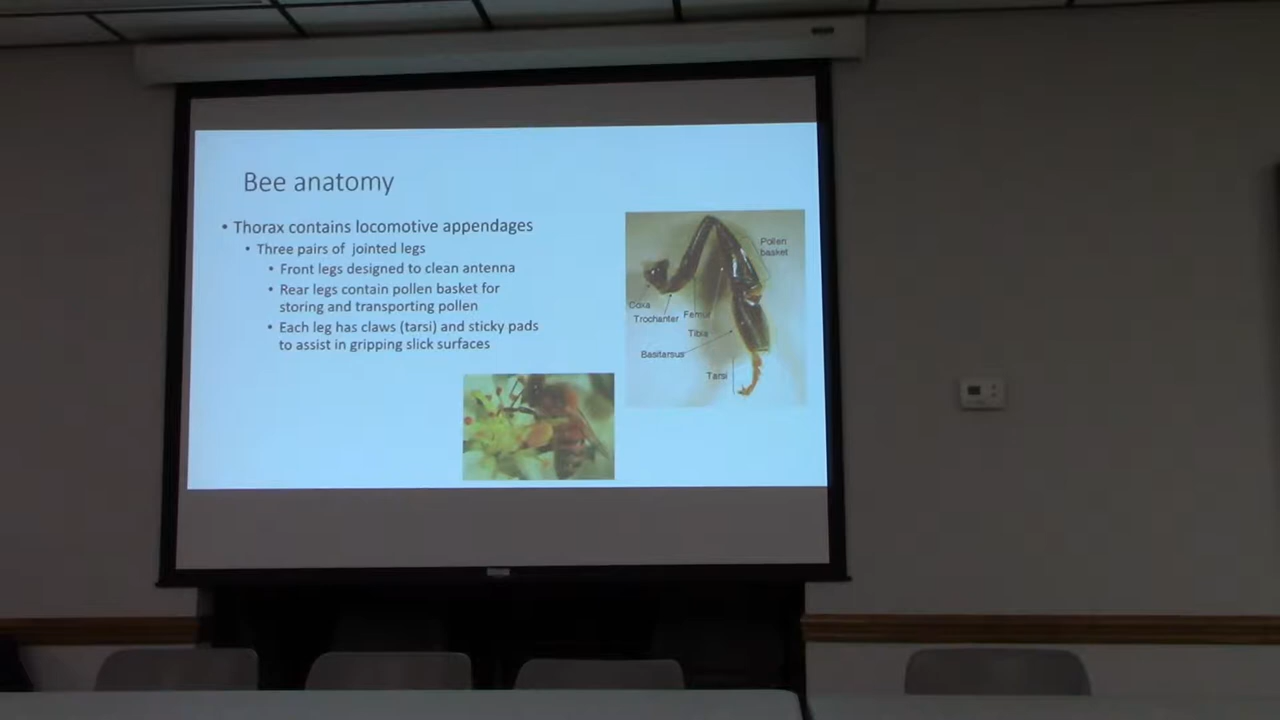 Bee anatomy
• Thorax contains locomotive appendages
• Three pairs of jointed legs
• Front legs designed to clean antenna
• Rear legs contain pollen basket for
storing and transporting pollen
• Each leg has claws (tarsi) and sticky pads
to assist in gripping slick surfaces
Pollen
basket
Coxa
Trochanter
Femur
Tibia
Basitarsus
Tarsi